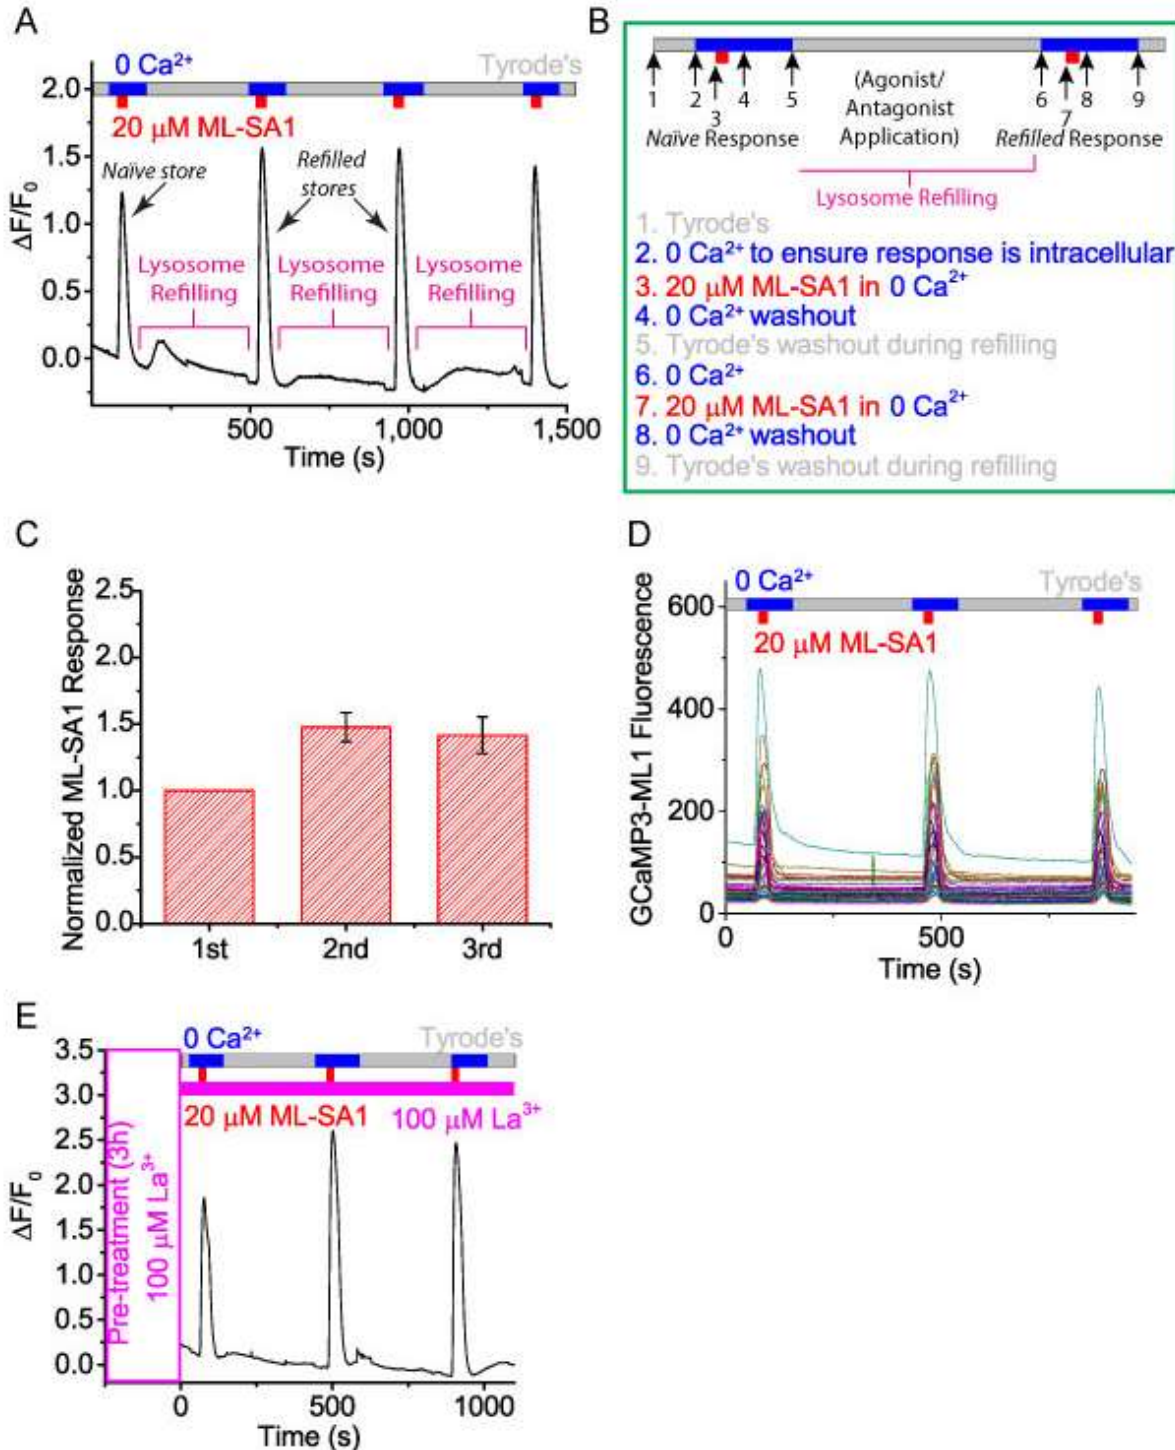 A
0 Ca²⁺
Tyrode's
20 μM ML-SA1
Naïve store
Refilled
stores
Lysosome
Refilling
Lysosome
Refilling
Lysosome
Refilling
ΔF/F₀
2.0
1.5
1.0
0.5
0.0
500
1,000
1,500
Time (s)
B
1
2
3
4
5
6
7
8
9
(Agonist/
Antagonist
Application)
Naïve Response
Refilled Response
Lysosome Refilling
1. Tyrode's
2. 0 Ca²⁺ to ensure response is intracellular
3. 20 μM ML-SA1 in 0 Ca²⁺
4. 0 Ca²⁺ washout
5. Tyrode's washout during refilling
6. 0 Ca²⁺
7. 20 μM ML-SA1 in 0 Ca²⁺
8. 0 Ca²⁺ washout
9. Tyrode's washout during refilling
C
Normalized ML-SA1 Response
2.5
2.0
1.5
1.0
0.5
0.0
1st
2nd
3rd
D
0 Ca²⁺
Tyrode's
20 μM ML-SA1
GCaMP3-ML1 Fluorescence
600
400
200
0
0
500
Time (s)
E
0 Ca²⁺
Tyrode's
20 μM ML-SA1
100 μM La³⁺
Pre-treatment (3h)
100 μM La³⁺
ΔF/F₀
3.5
3.0
2.5
2.0
1.5
1.0
0.5
0.0
0
500
1000
Time (s)